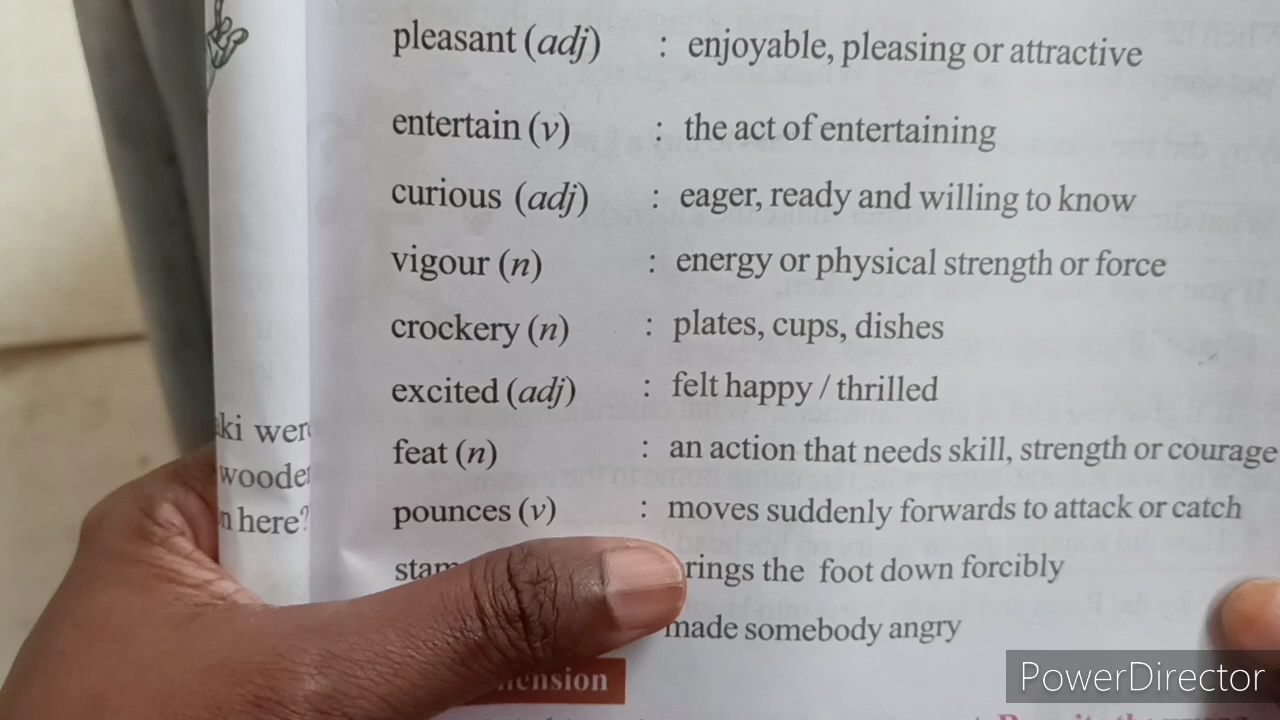 pleasant (adj) : enjoyable, pleasing or attractive
entertain (v) : the act of entertaining
curious (adj) : eager, ready and willing to know
vigour (n) : energy or physical strength or force
crockery (n) : plates, cups, dishes
excited (adj) : felt happy / thrilled
feat (n) : an action that needs skill, strength or courage
pounces (v) : moves suddenly forwards to attack or catch
the foot down forcibly
made somebody angry
here?
PowerDirector